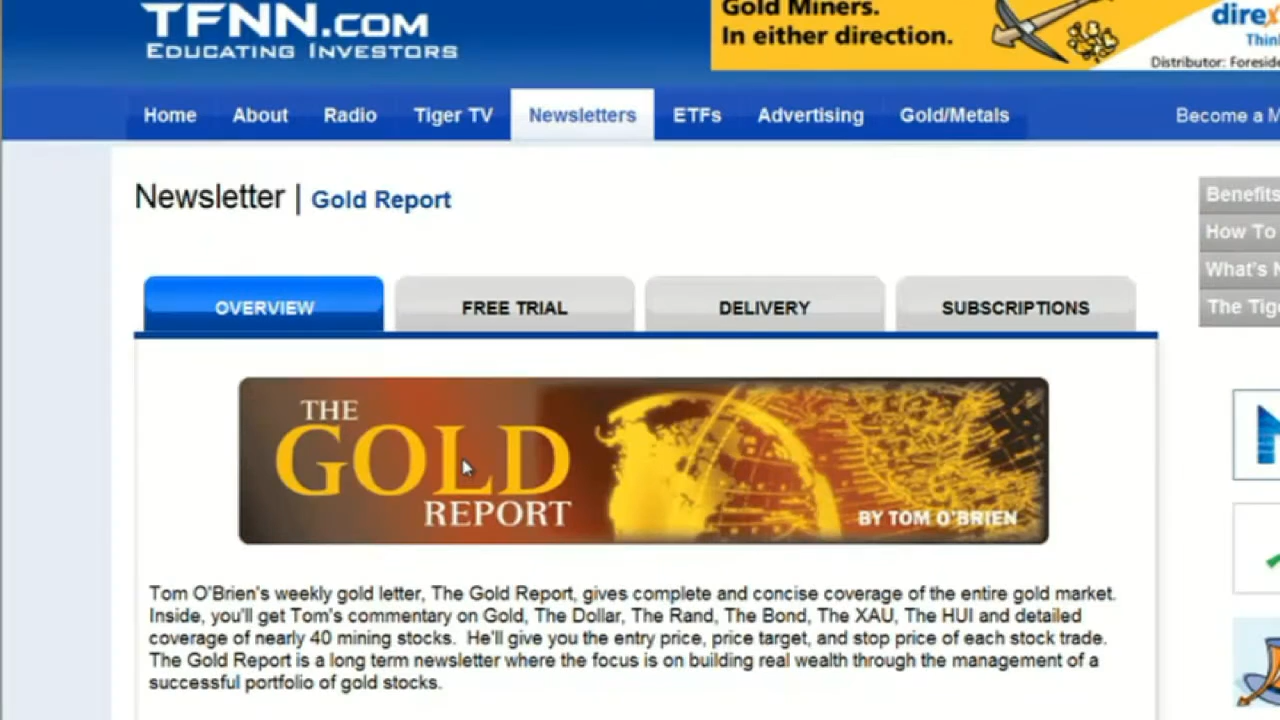 TFNN.COM
EDUCATING INVESTORS
Gold Miners.
In either direction.
Distributor:
Home About Radio Tiger TV Newsletters ETFs Advertising Gold/Metals Become a
Newsletter | Gold Report
Benefits
How To
What's
The
OVERVIEW FREE TRIAL DELIVERY SUBSCRIPTIONS
THE
GOLD
REPORT
BY TOM O'BRIEN
Tom O'Brien's weekly gold letter, The Gold Report, gives complete and concise coverage of the entire gold market.
Inside, you'll get Tom's commentary on Gold, The Dollar, The Rand, The Bond, The XAU, The HUI and detailed
coverage of nearly 40 mining stocks. He'll give you the entry price, price target, and stop price of each stock trade.
The Gold Report is a long term newsletter where the focus is on building real wealth through the management of a
successful portfolio of gold stocks.